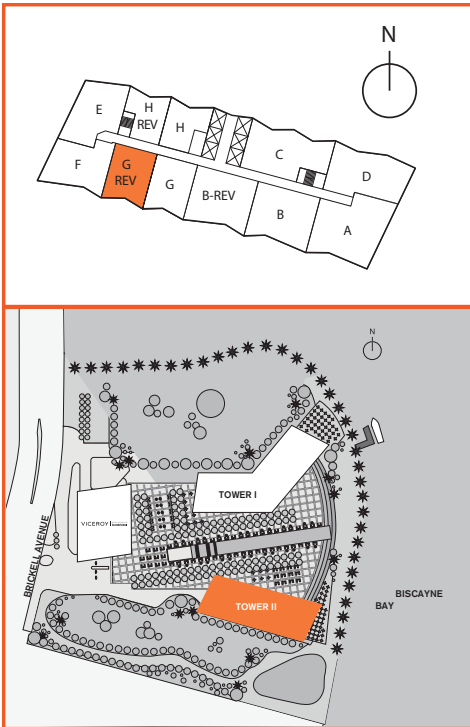 N
E
H
REV
H
C
D
F
G
REV
G
B-REV
B
A
N
TOWER I
VICEROY
BRICKELL AVENUE
TOWER II
BISCAYNE
BAY